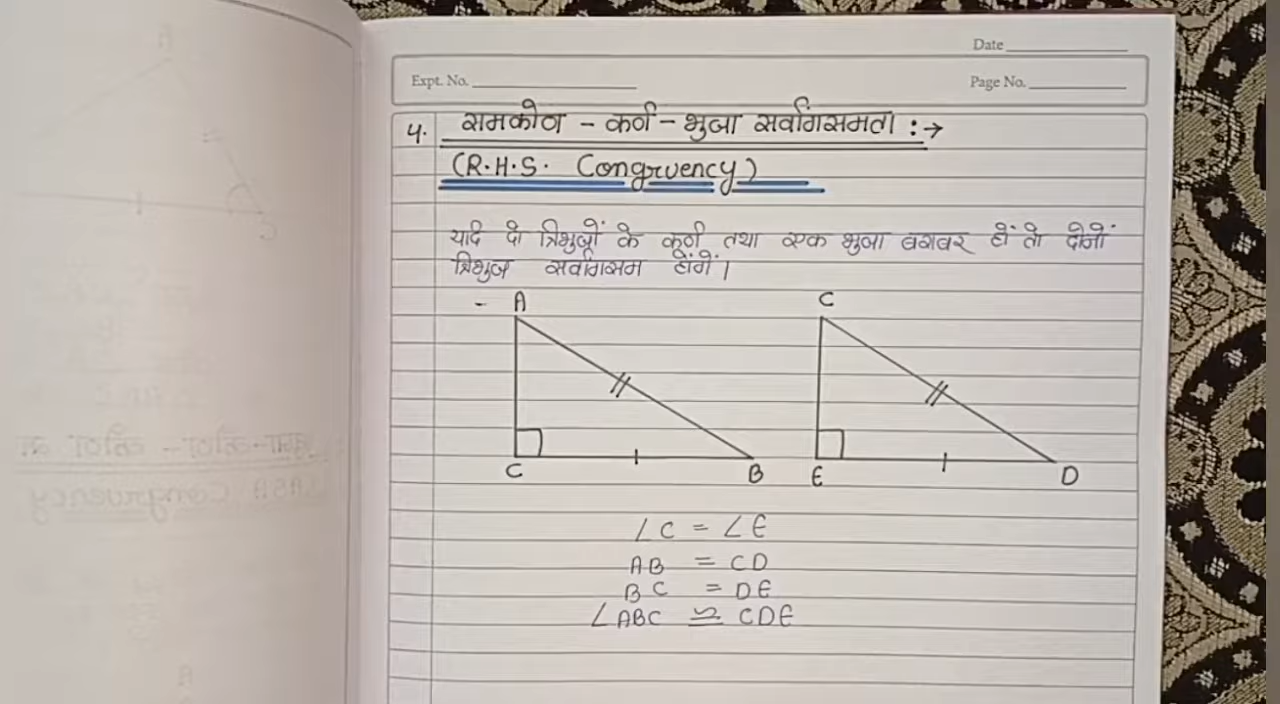 Date
Expt. No.
Page No.
4. समकोण - कर्ण - भुजा सर्वांगसमता :→
(R.H.S. Congruency)
यदि दो त्रिभुजों के कर्ण तथा एक भुजा बराबर हों तो दोनों
त्रिभुज सर्वांगसम होंगें।
- A C
C B E D
∠C = ∠E
AB = CD
BC = DE
∠ABC ≌ CDE